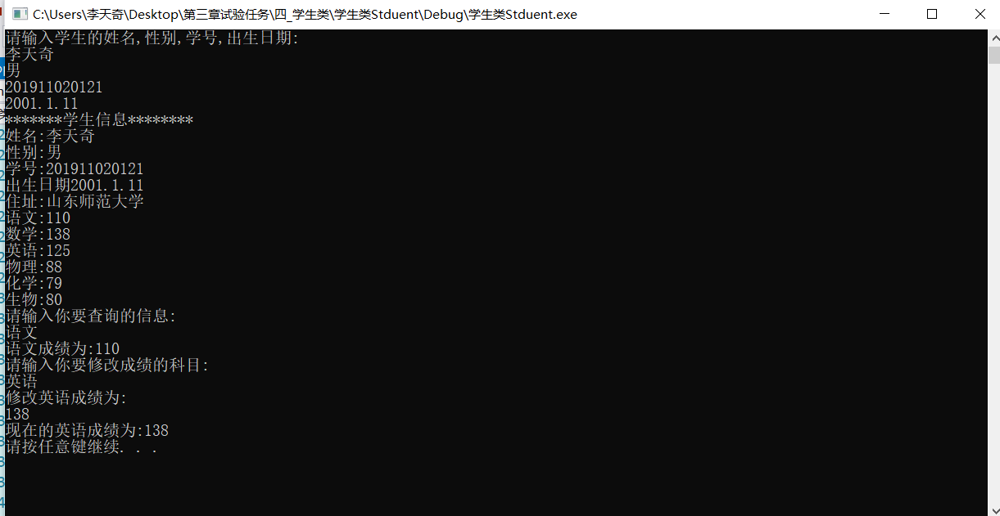 C:\Users\李天奇\Desktop\第三章试验任务\四_学生类\学生类Stduent\Debug\学生类Stduent.exe
请输入学生的姓名,性别,学号,出生日期:
李天奇
男
201911020121
2001.1.11
*******学生信息********
姓名:李天奇
性别:男
学号:201911020121
出生日期2001.1.11
住址:山东师范大学
语文:110
数学:138
英语:125
物理:88
化学:79
生物:80
请输入你要查询的信息:
语文
语文成绩为:110
请输入你要修改成绩的科目:
英语
修改英语成绩为:
138
现在的英语成绩为:138
请按任意键继续. . .